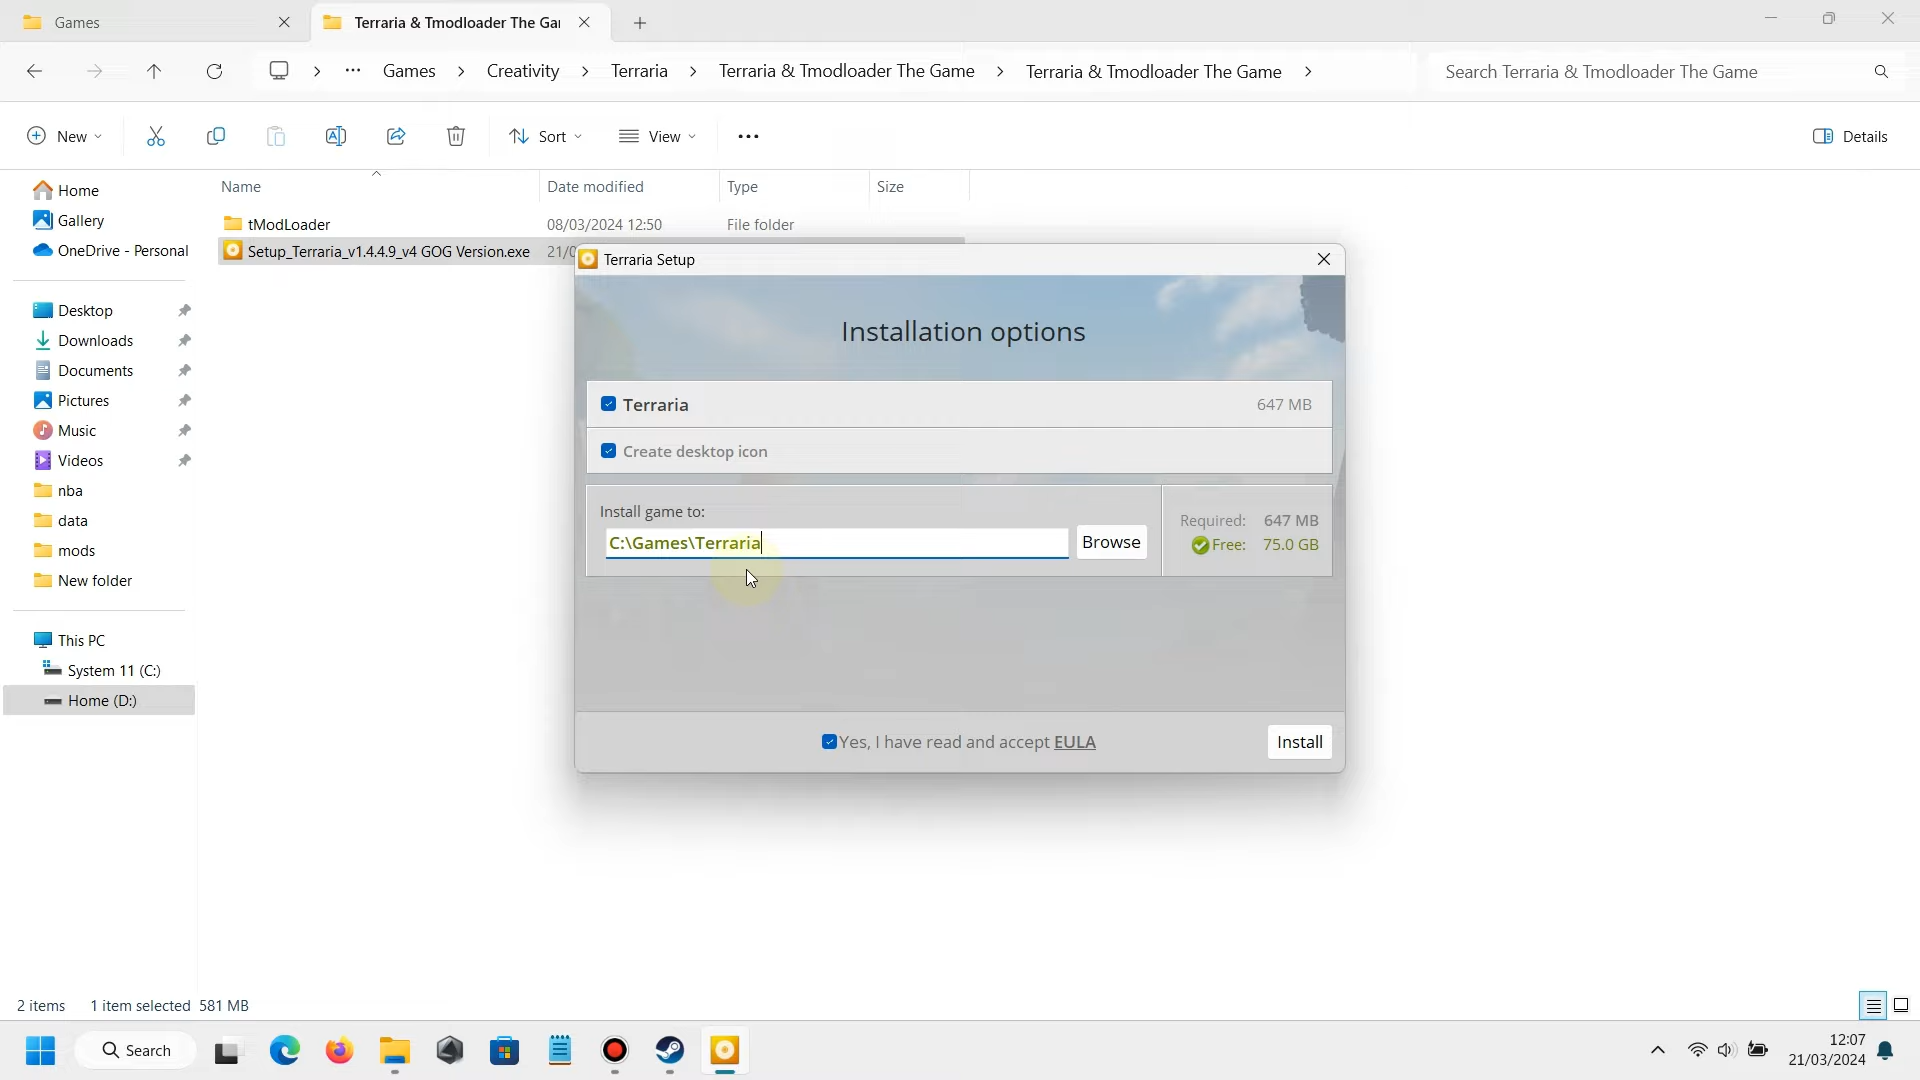 Games
Terraria & Tmodloader The Gar
Games Creativity Terraria Terraria & Tmodloader The Game Terraria & Tmodloader The Game
Search Terraria & Tmodloader The Game
New Sort View Details
Name Date modified Type Size
Home
Gallery
OneDrive - Personal
Desktop
Downloads
Documents
Pictures
Music
Videos
nba
data
mods
New folder
This PC
System 11 (C:)
Home (D:)
tModLoader 08/03/2024 12:50 File folder
Setup_Terraria_v1.4.4.9_v4 GOG Version.exe 21/0
Terraria Setup
Installation options
Terraria 647 MB
Create desktop icon
Install game to:
C:\Games\Terraria Browse
Required: 647 MB
Free: 75.0 GB
Yes, I have read and accept EULA
Install
2 items 1 item selected 581 MB
Search
12:07
21/03/2024